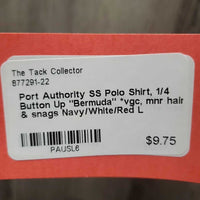 The Tack Collector
877291-22
Port Authority SS Polo Shirt, 1/4
Button Up "Bermuda" *vgc, mnr hair
& snags Navy/White/Red L
$9.75
PAUSL6